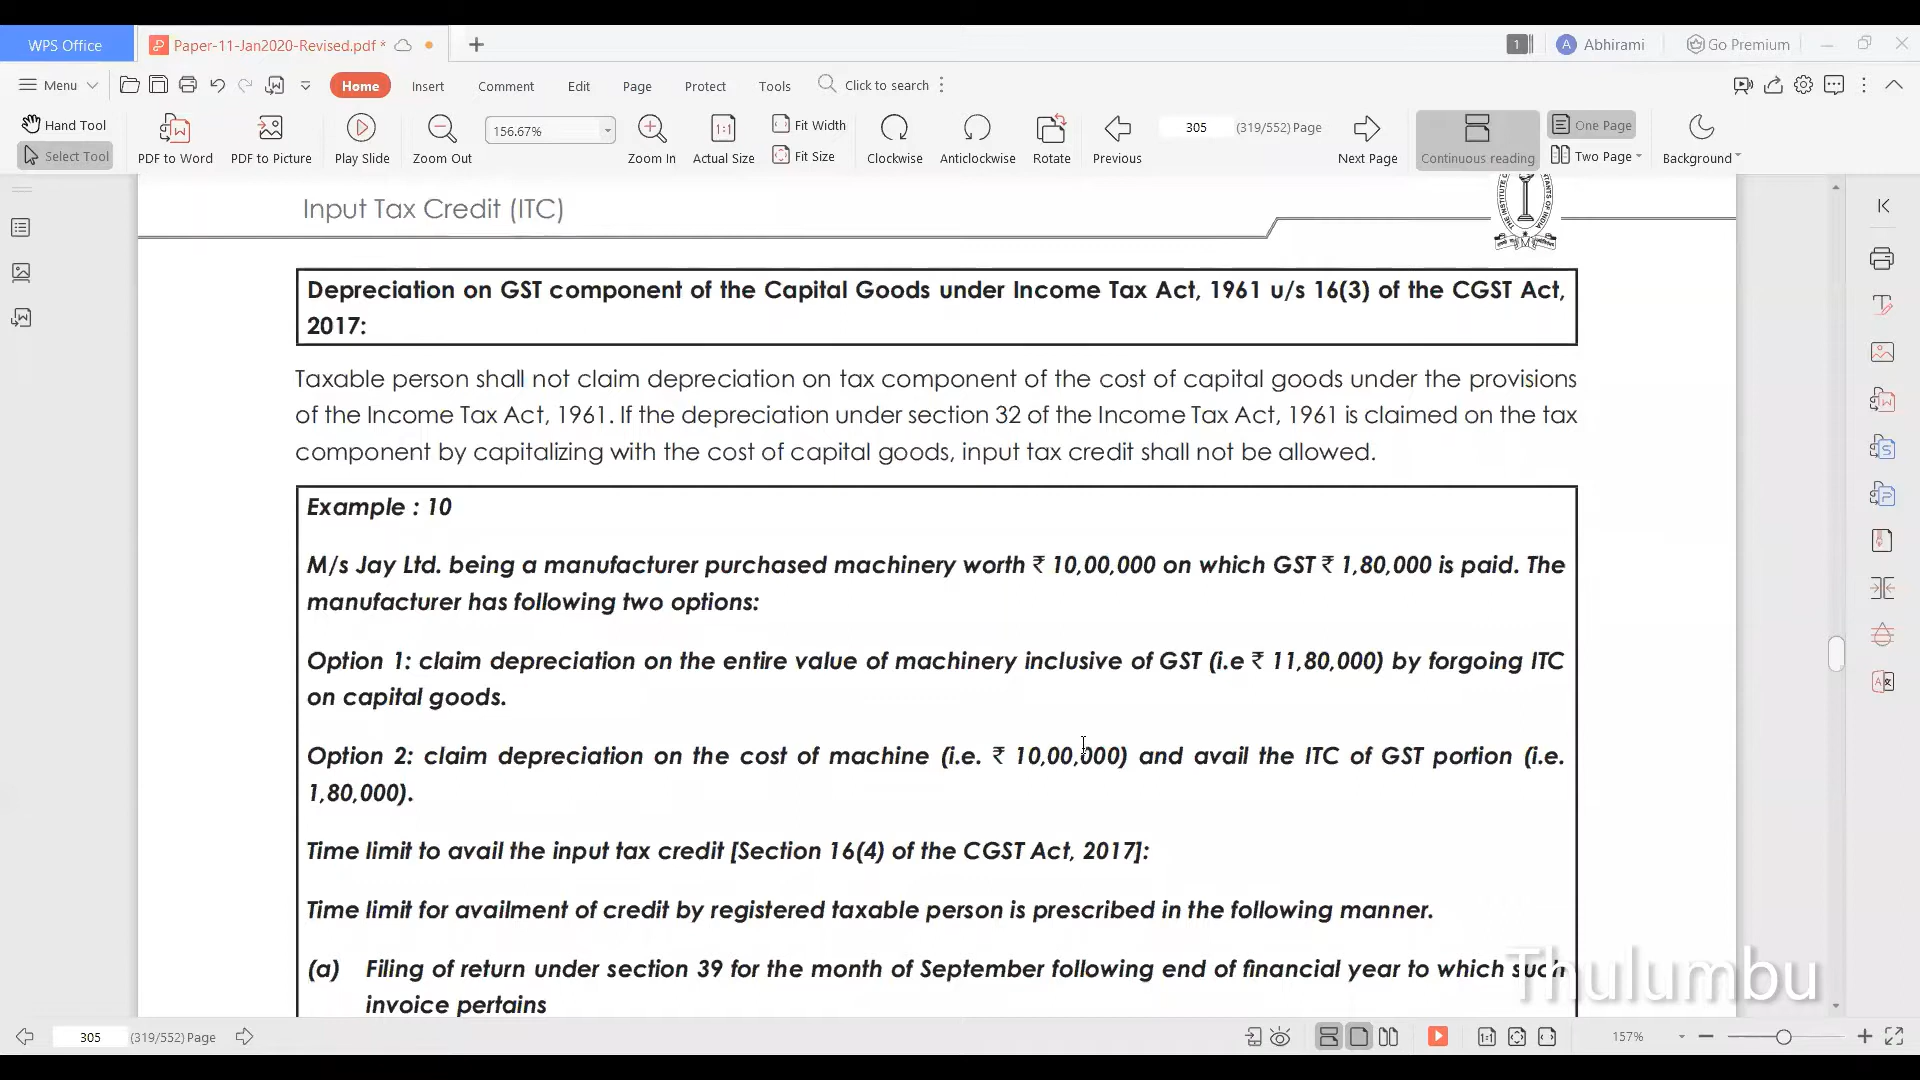 WPS Office
Paper-11-Jan2020-Revised.pdf *
1
A Abhirami
Go Premium
Menu
Home
Insert
Comment
Edit
Page
Protect
Tools
Click to search
Hand Tool
Select Tool
PDF to Word
PDF to Picture
Play Slide
Zoom Out
156.67%
Zoom In
Actual Size
Fit Width
Fit Size
Clockwise
Anticlockwise
Rotate
Previous
305
(319/552) Page
Next Page
Continuous reading
One Page
Two Page
Background
Input Tax Credit (ITC)
Depreciation on GST component of the Capital Goods under Income Tax Act, 1961 u/s 16(3) of the CGST Act,
2017:
Taxable person shall not claim depreciation on tax component of the cost of capital goods under the provisions
of the Income Tax Act, 1961. If the depreciation under section 32 of the Income Tax Act, 1961 is claimed on the tax
component by capitalizing with the cost of capital goods, input tax credit shall not be allowed.
Example : 10
M/s Jay Ltd. being a manufacturer purchased machinery worth ₹ 10,00,000 on which GST ₹ 1,80,000 is paid. The
manufacturer has following two options:
Option 1: claim depreciation on the entire value of machinery inclusive of GST (i.e ₹ 11,80,000) by forgoing ITC
on capital goods.
Option 2: claim depreciation on the cost of machine (i.e. ₹ 10,00,000) and avail the ITC of GST portion (i.e.
1,80,000).
Time limit to avail the input tax credit [Section 16(4) of the CGST Act, 2017]:
Time limit for availment of credit by registered taxable person is prescribed in the following manner.
(a) Filing of return under section 39 for the month of September following end of financial year to which such
invoice pertains
Thulumbu
305
(319/552) Page
157%